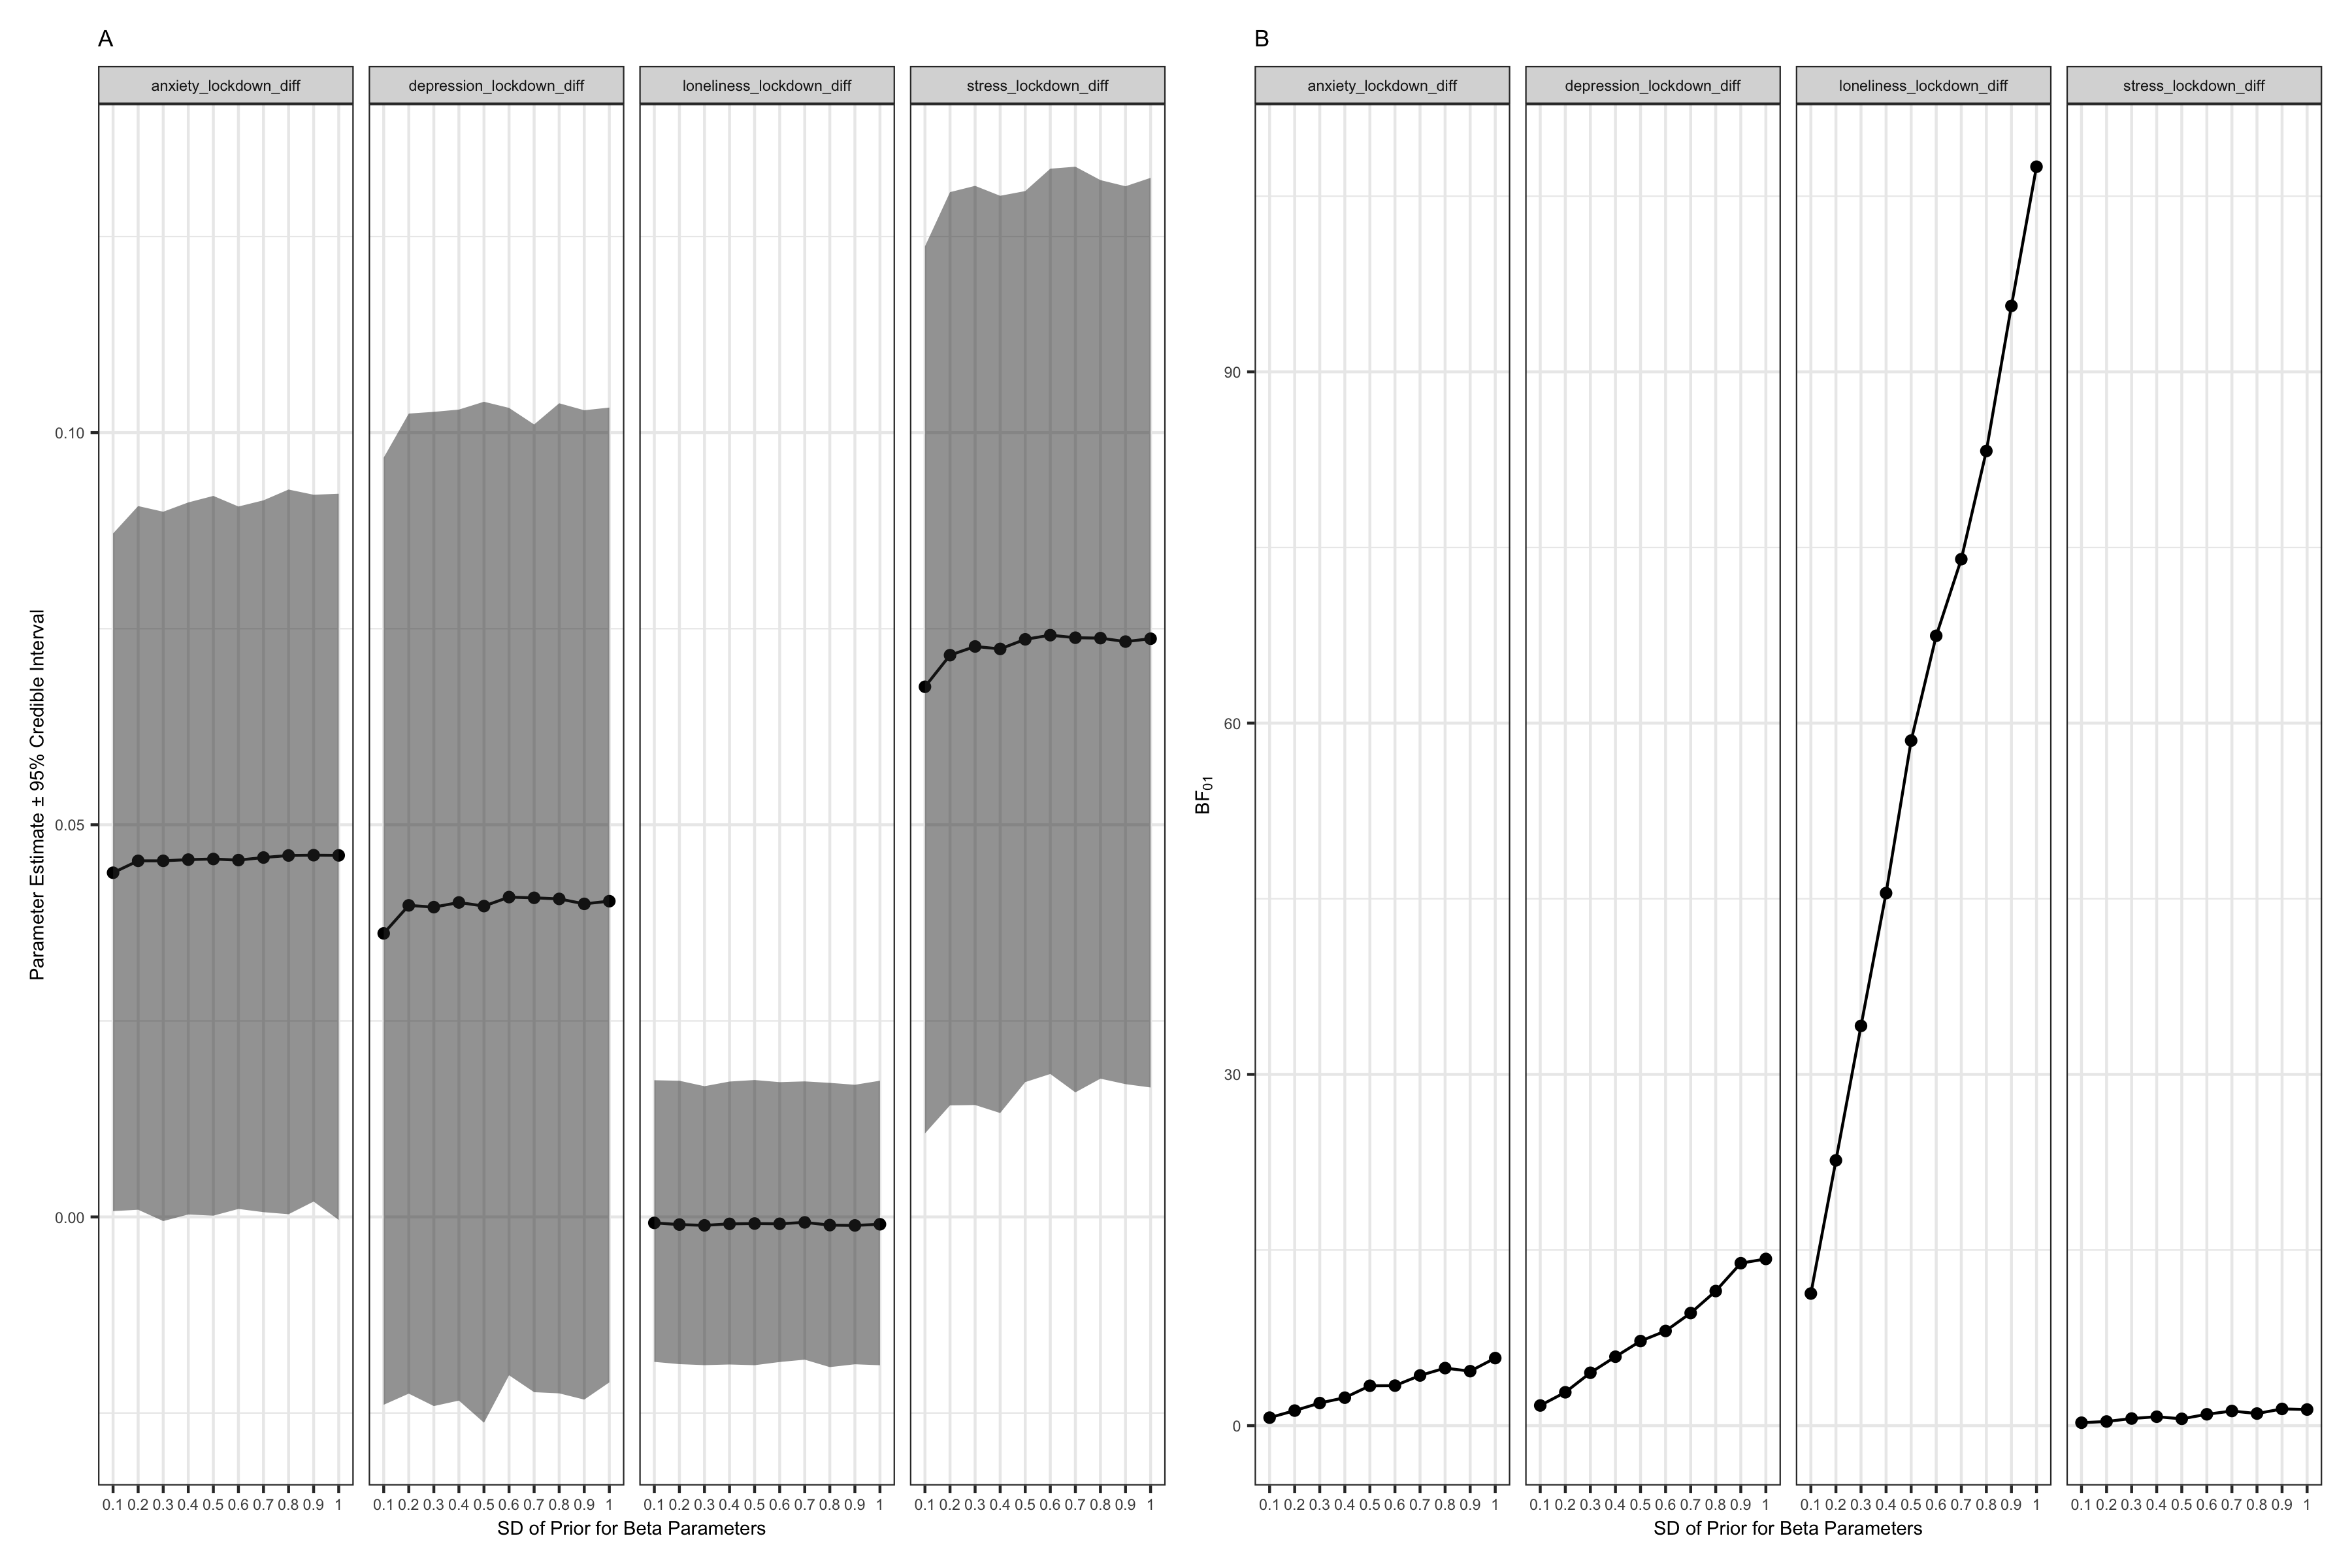 A
anxiety_lockdown_diff depression_lockdown_diff loneliness_lockdown_diff stress_lockdown_diff
Parameter Estimate ± 95% Credible Interval
0.10
0.05
0.00
0.1 0.2 0.3 0.4 0.5 0.6 0.7 0.8 0.9 1 0.1 0.2 0.3 0.4 0.5 0.6 0.7 0.8 0.9 1 0.1 0.2 0.3 0.4 0.5 0.6 0.7 0.8 0.9 1 0.1 0.2 0.3 0.4 0.5 0.6 0.7 0.8 0.9 1
SD of Prior for Beta Parameters
B
anxiety_lockdown_diff depression_lockdown_diff loneliness_lockdown_diff stress_lockdown_diff
BF₀₁
90
60
30
0
0.1 0.2 0.3 0.4 0.5 0.6 0.7 0.8 0.9 1 0.1 0.2 0.3 0.4 0.5 0.6 0.7 0.8 0.9 1 0.1 0.2 0.3 0.4 0.5 0.6 0.7 0.8 0.9 1 0.1 0.2 0.3 0.4 0.5 0.6 0.7 0.8 0.9 1
SD of Prior for Beta Parameters